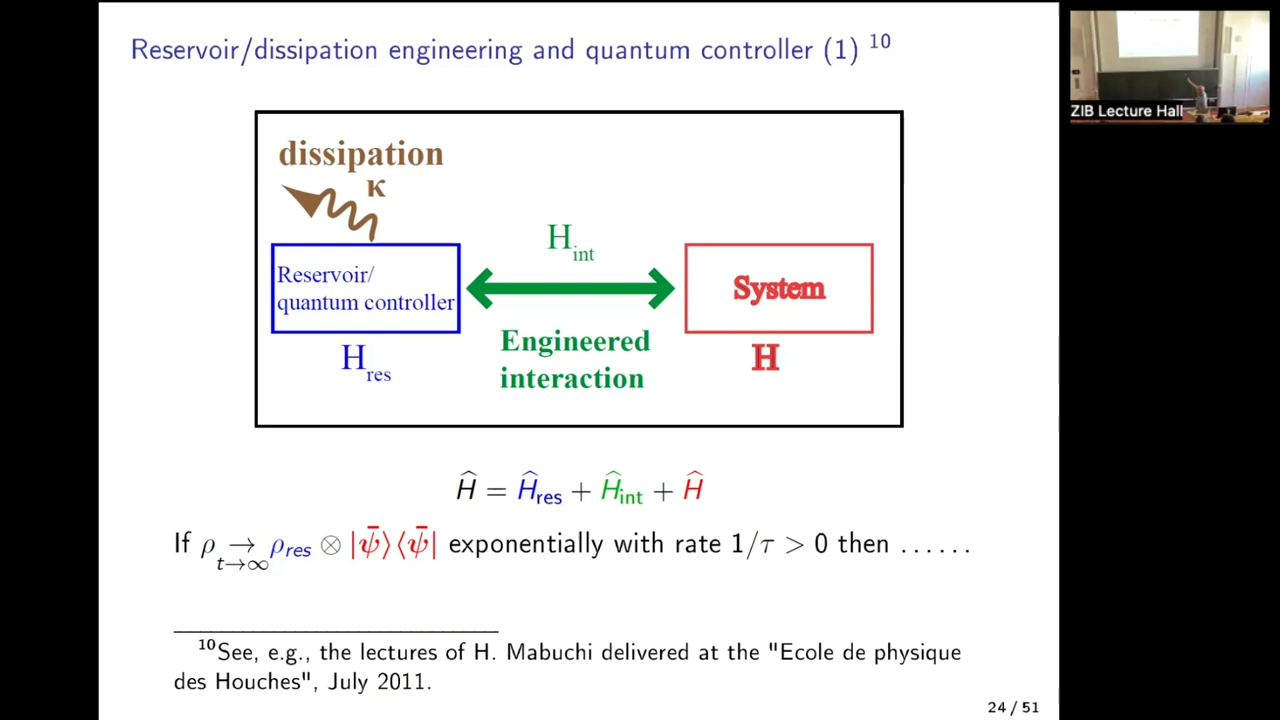 Reservoir/dissipation engineering and quantum controller (1) 10
ZIB Lecture Hall
dissipation
κ
Reservoir/
quantum controller
H_res
H_int
Engineered
interaction
System
H
Ĥ = Ĥ_res + Ĥ_int + Ĥ
If ρ → ρ_res ⊗ |ψ̄⟩⟨ψ̄| exponentially with rate 1/τ > 0 then ......
t→∞
10See, e.g., the lectures of H. Mabuchi delivered at the "Ecole de physique
des Houches", July 2011.
24 / 51